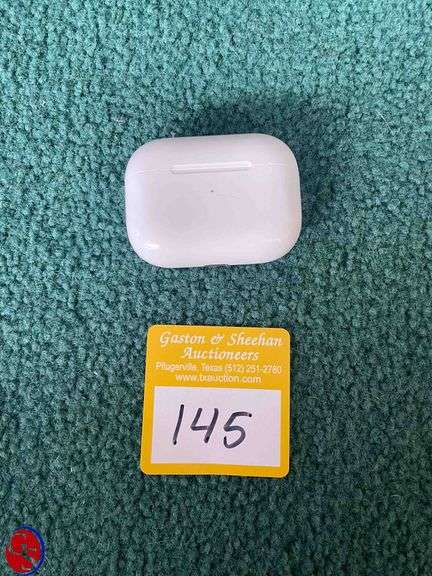 Gaston & Sheehan
Auctioneers
Pflugerville, Texas (512) 251-2780
www.txauction.com
145